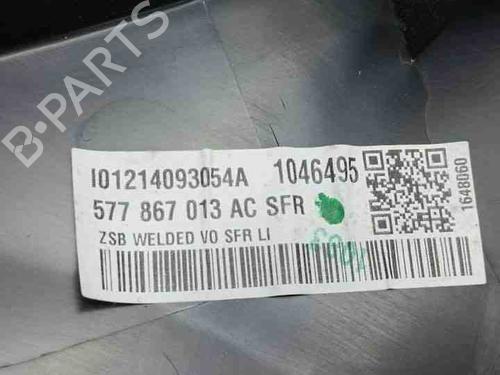 B-PARTS
I01214093054A 1046495
577 867 013 AC SFR
ZSB WELDED VO SFR LI
1648060